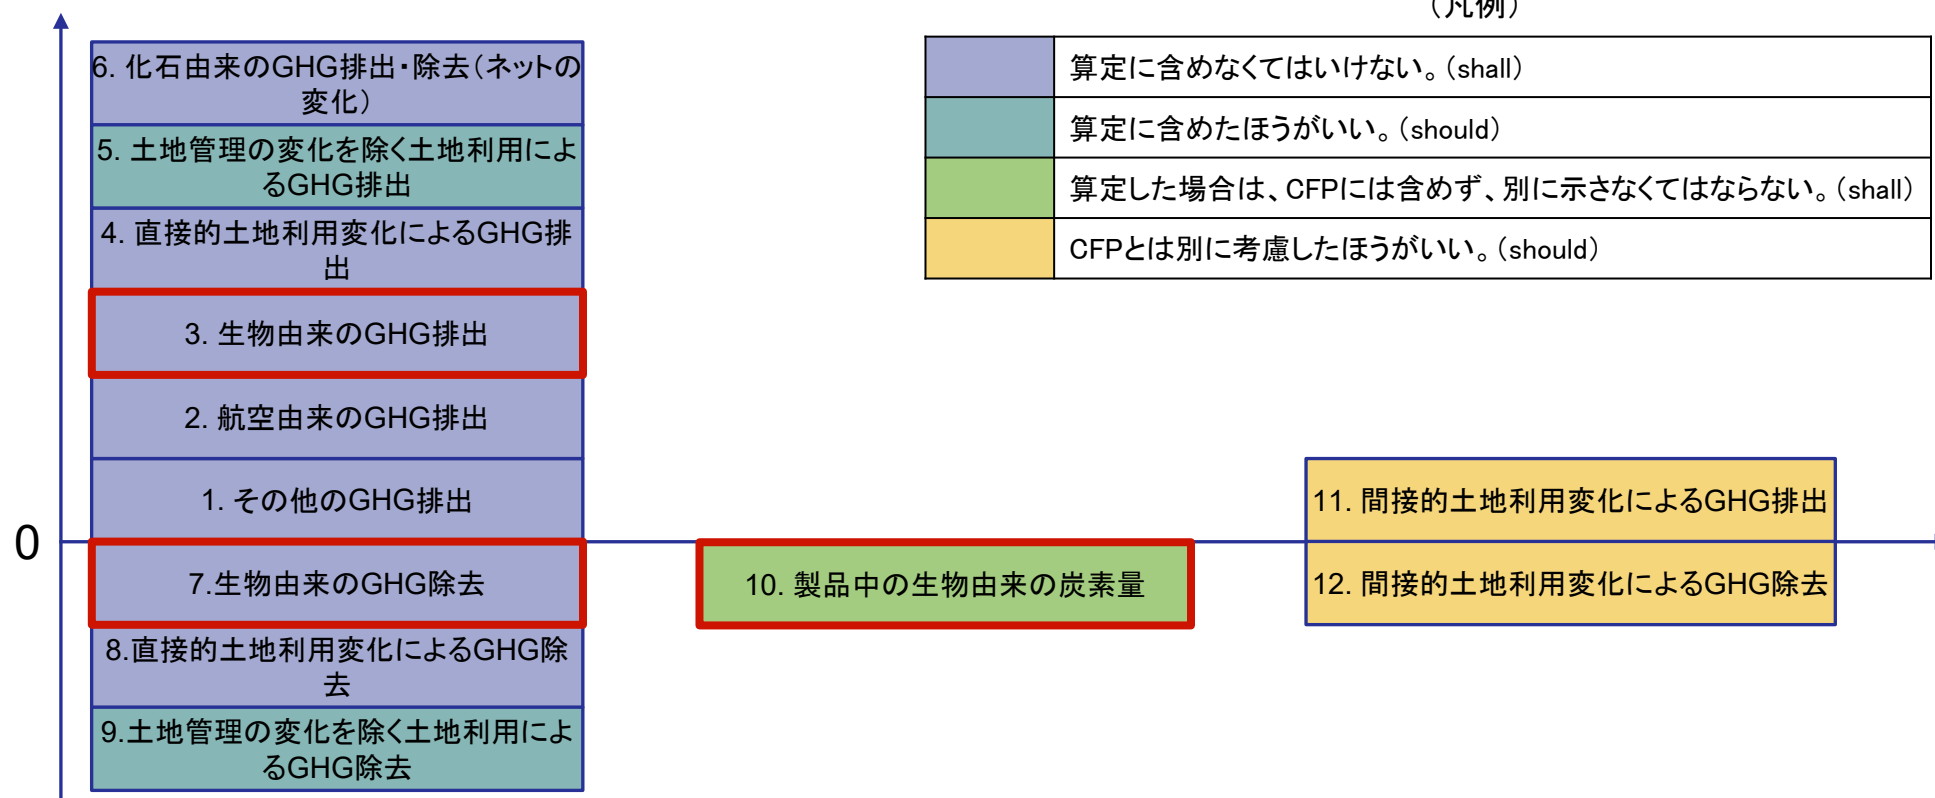 （凡例）
6. 化石由来のGHG排出・除去（ネットの
変化）
5. 土地管理の変化を除く土地利用によ
るGHG排出
4. 直接的土地利用変化によるGHG排
出
3. 生物由来のGHG排出
2. 航空由来のGHG排出
1. その他のGHG排出
0
7.生物由来のGHG除去
8.直接的土地利用変化によるGHG除
去
9.土地管理の変化を除く土地利用によ
るGHG除去
算定に含めなくてはいけない。（shall）
算定に含めたほうがいい。（should）
算定した場合は、CFPには含めず、別に示さなくてはならない。（shall）
CFPとは別に考慮したほうがいい。（should）
10. 製品中の生物由来の炭素量
11. 間接的土地利用変化によるGHG排出
12. 間接的土地利用変化によるGHG除去